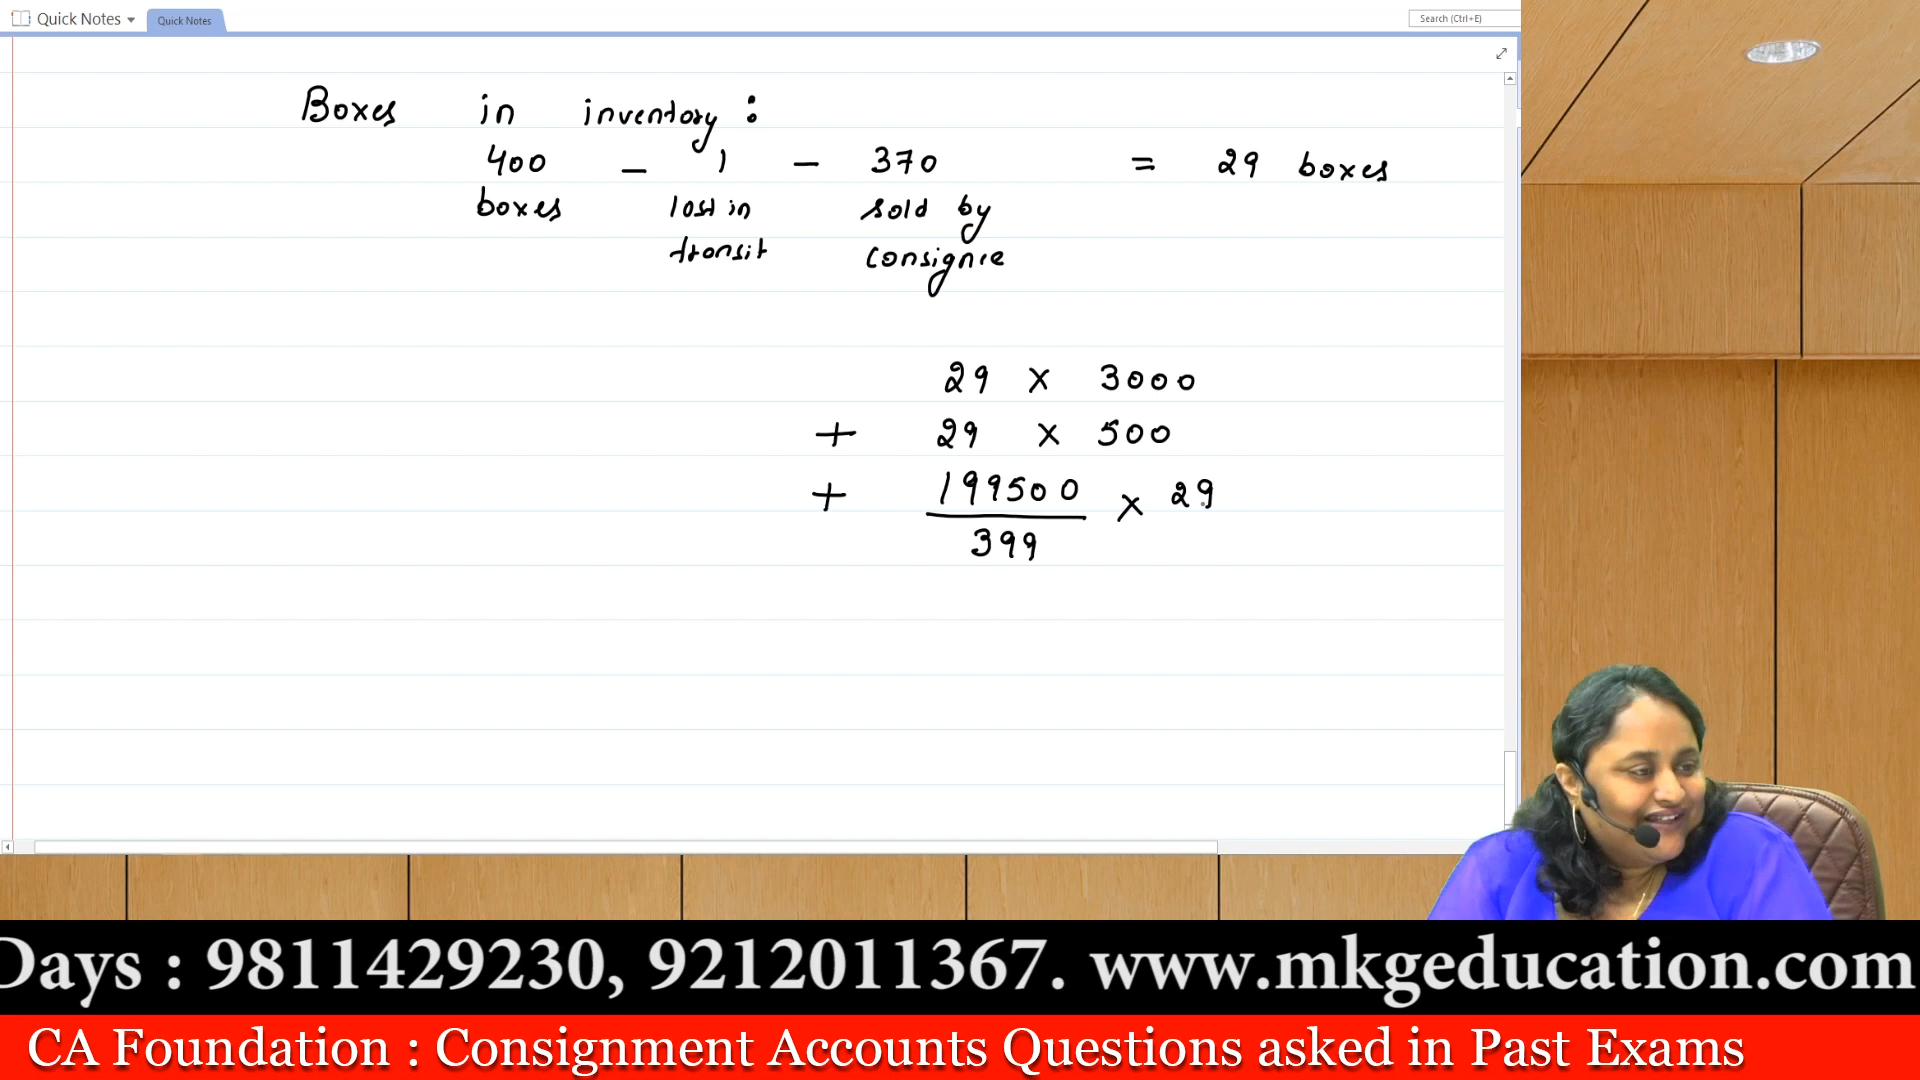 Quick Notes
Quick Notes
Search (Ctrl+E)
Boxes in inventory :
400 - 1 - 370 = 29 boxes
boxes lost in sold by
transit consignee
29 x 3000
+ 29 x 500
+ 199500 x 29
399
Days : 9811429230, 9212011367. www.mkgeducation.com
CA Foundation : Consignment Accounts Questions asked in Past Exams